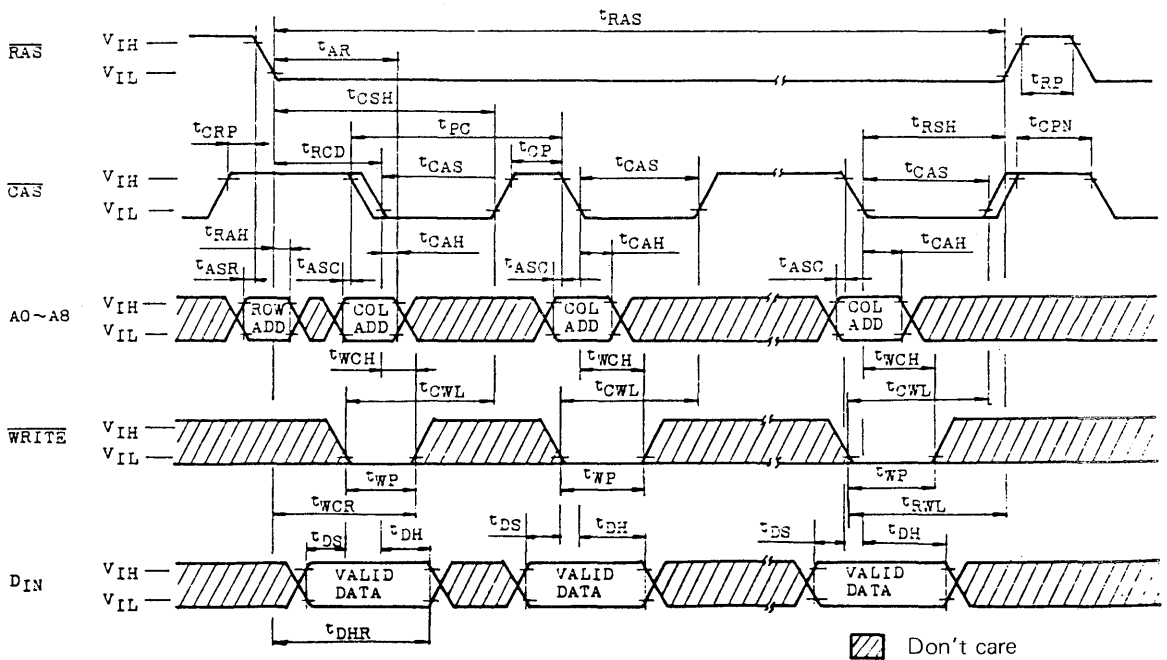 tRAS
RAS
VIH
VIL
tAR
tRP
tCSH
tCRP
tPC
tRSH
tCPN
tRCD
tCAS
tCP
tCAS
tCAS
CAS
VIH
VIL
tRAH
tCAH
tCAH
tCAH
tASR
tASC
tASC
tASC
A0~A8
VIH
VIL
ROW ADD
COL ADD
COL ADD
COL ADD
tWCH
tWCH
tWCH
tCWL
tCWL
tCWL
WRITE
VIH
VIL
tWP
tWP
tWP
tWCR
tRWL
tDS
tDH
tDS
tDH
tDS
tDH
DIN
VIH
VIL
VALID DATA
VALID DATA
VALID DATA
tDHR
Don't care